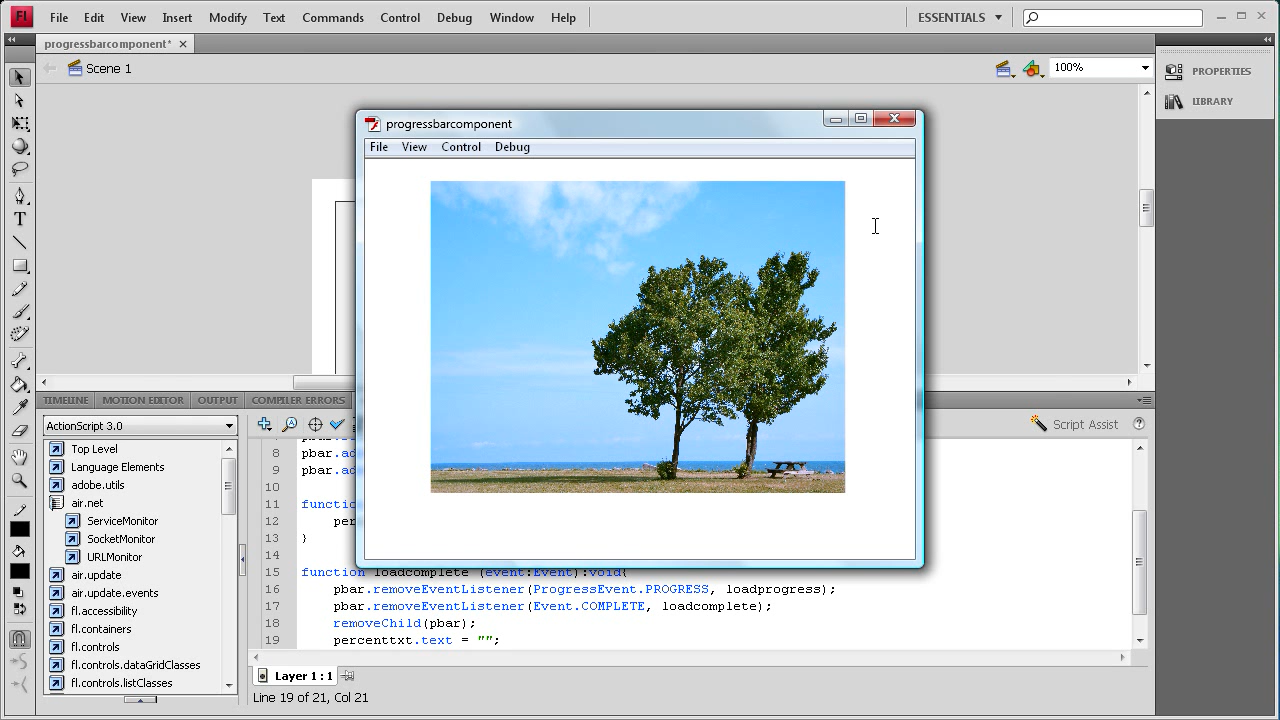 Fl File Edit View Insert Modify Text Commands Control Debug Window Help ESSENTIALS
progressbarcomponent*
Scene 1 100%
PROPERTIES
LIBRARY
progressbarcomponent
File View Control Debug
TIMELINE MOTION EDITOR OUTPUT COMPILER ERRORS
ActionScript 3.0
Script Assist
Top Level
Language Elements
adobe.utils
air.net
ServiceMonitor
SocketMonitor
URLMonitor
air.update
air.update.events
fl.accessibility
fl.containers
fl.controls
fl.controls.dataGridClasses
fl.controls.listClasses
8 pbar.ad
9 pbar.ad
10
11 functio
12 per
13 }
14
15 function loadcomplete (event:Event):void{
16 pbar.removeEventListener(ProgressEvent.PROGRESS, loadprogress);
17 pbar.removeEventListener(Event.COMPLETE, loadcomplete);
18 removeChild(pbar);
19 percenttxt.text = "";
Layer 1 : 1
Line 19 of 21, Col 21